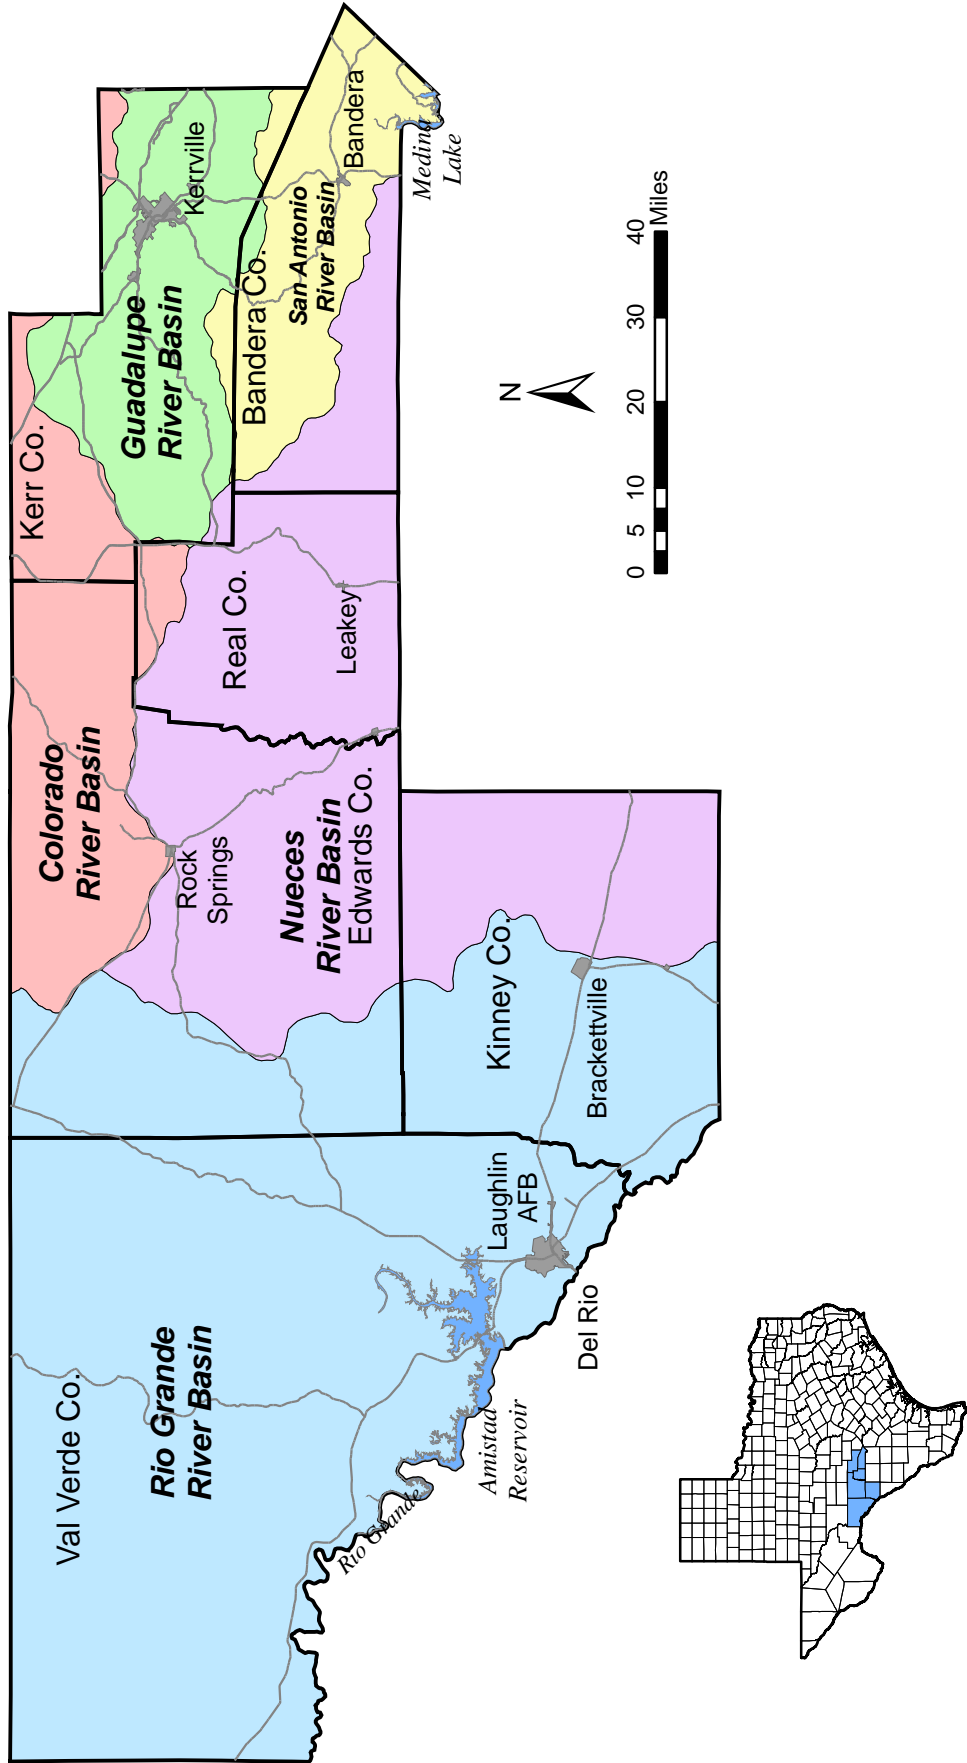 Val Verde Co.
Rio Grande
River Basin
Rio Grande
Amistad
Reservoir
Del Rio
Laughlin
AFB
Colorado
River Basin
Rock
Springs
Nueces
River Basin
Edwards Co.
Kinney Co.
Brackettville
Real Co.
Leakey
Kerr Co.
Guadalupe
River Basin
Kerrville
Bandera Co.
San Antonio
River Basin
Bandera
Medina
Lake
N
0 5 10 20 30 40
Miles